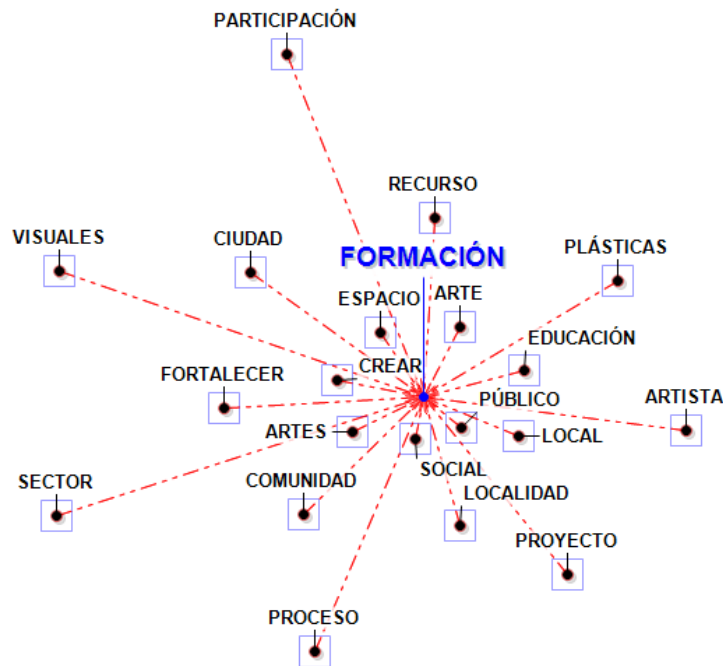 PARTICIPACIÓN
RECURSO
VISUALES
CIUDAD
FORMACIÓN
PLÁSTICAS
ESPACIO
ARTE
EDUCACIÓN
CREAR
FORTALECER
PÚBLICO
ARTISTA
ARTES
LOCAL
SOCIAL
COMUNIDAD
SECTOR
LOCALIDAD
PROYECTO
PROCESO